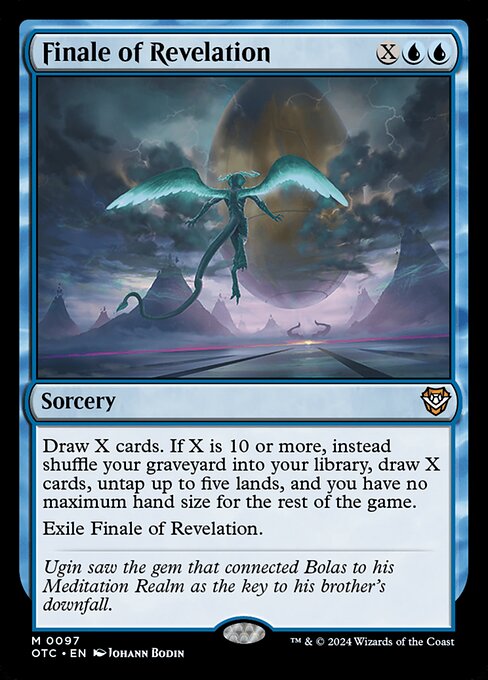 Finale of Revelation X
Sorcery
Draw X cards. If X is 10 or more, instead
shuffle your graveyard into your library, draw X
cards, untap up to five lands, and you have no
maximum hand size for the rest of the game.
Exile Finale of Revelation.
Ugin saw the gem that connected Bolas to his
Meditation Realm as the key to his brother's
downfall.
M 0097
OTC • EN Johann Bodin
™ & © 2024 Wizards of the Coast